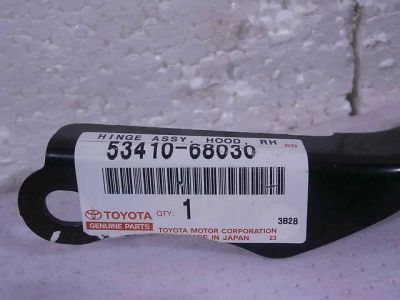 HINGE ASSY, HOOD, RH RD
53410-68030
TOYOTA QTY: 1
GENUINE PARTS
3B28
TOYOTA MOTOR CORPORATION
MADE IN JAPAN 23